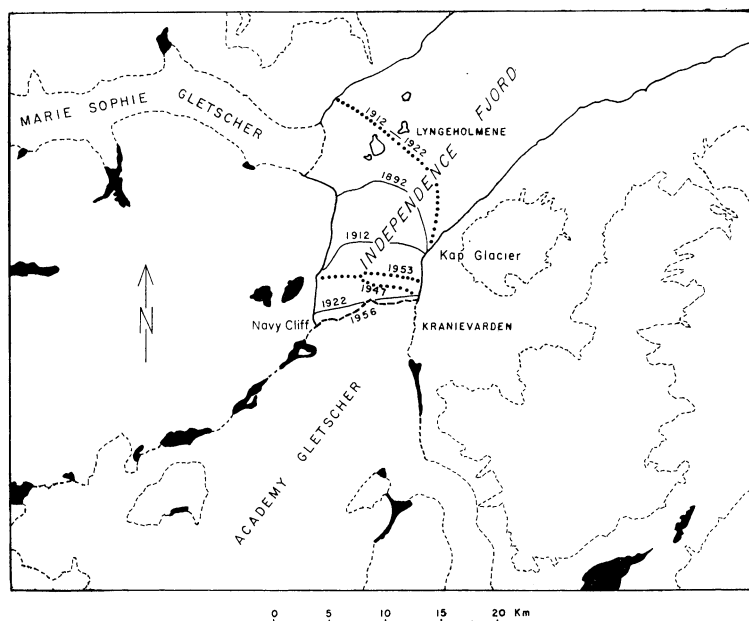 MARIE SOPHIE GLETSCHER
INDEPENDENCE FJORD
1912
1922
LYNGEHOLMENE
1892
1912
Kap Glacier
1953
1947
1922
1956
Navy Cliff
KRANIEVARDEN
N
ACADEMY GLETSCHER
0 5 10 15 20 Km